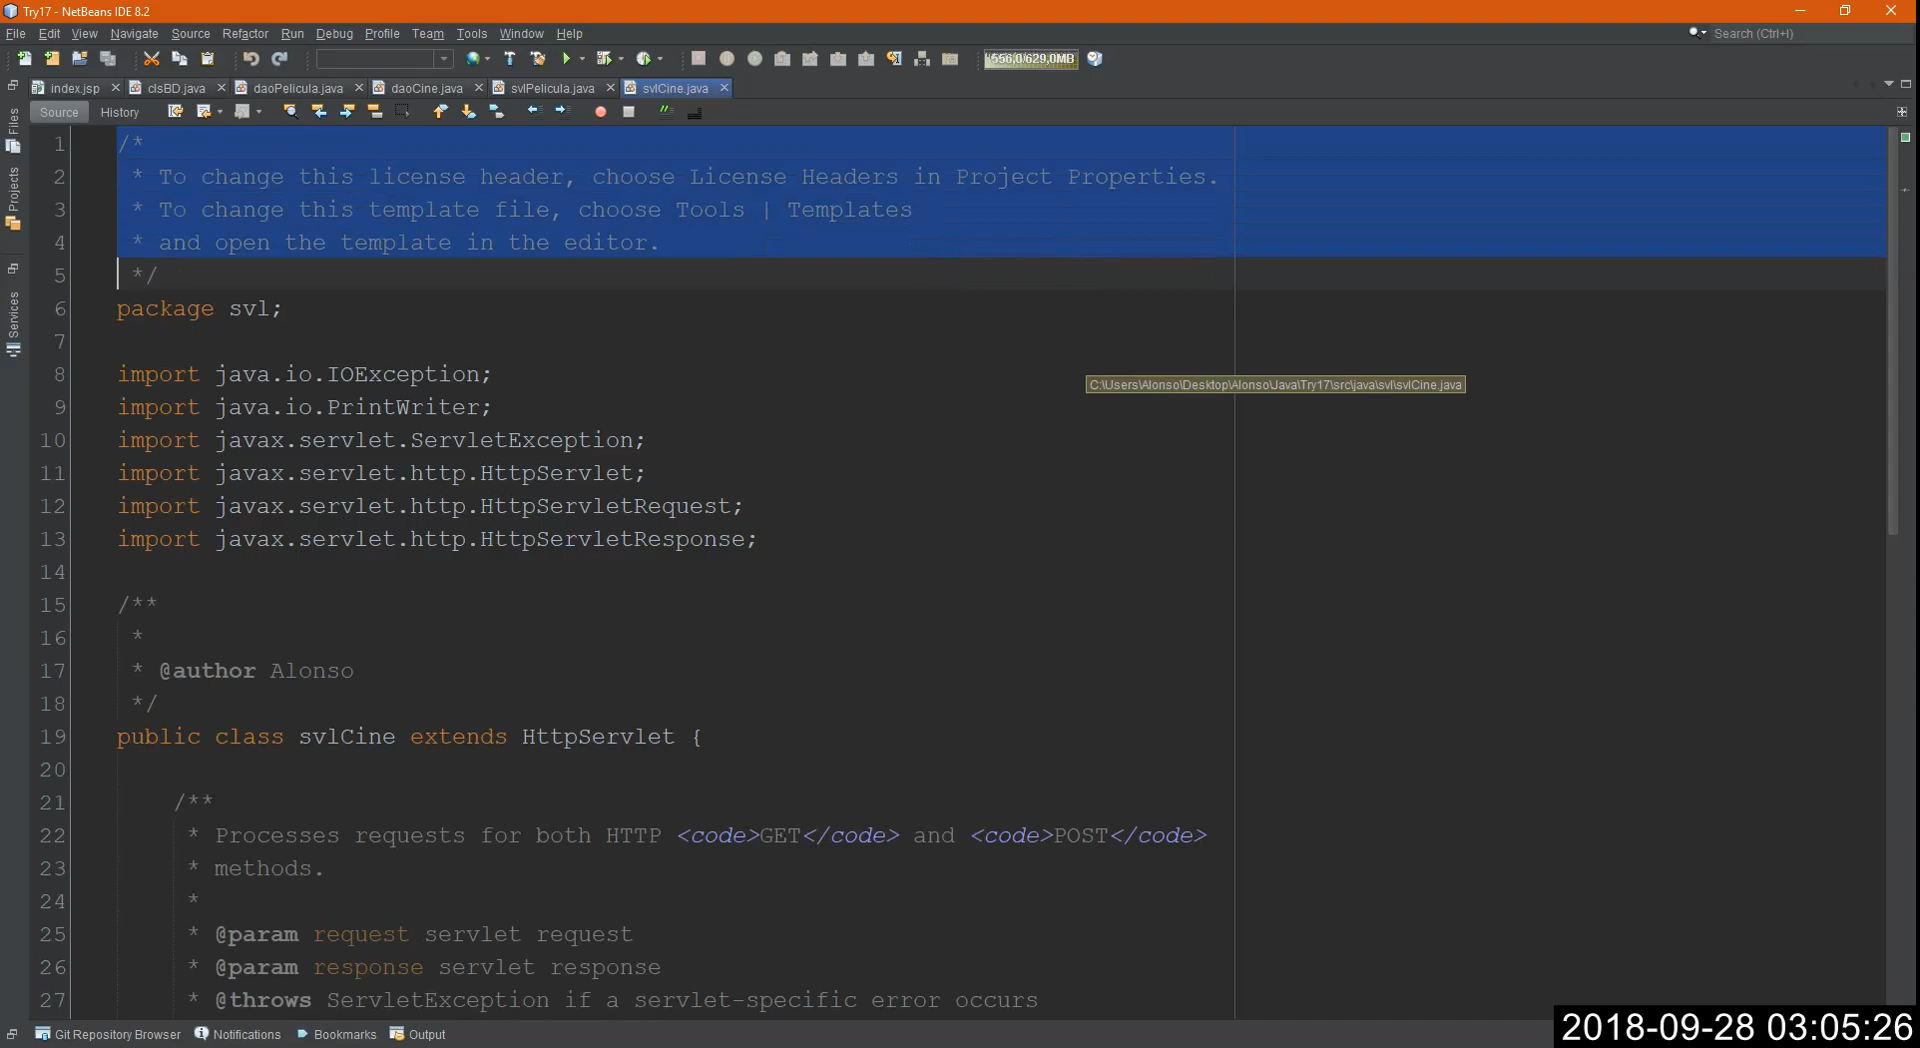 Try17 - NetBeans IDE 8.2
File Edit View Navigate Source Refactor Run Debug Profile Team Tools Window Help
Search (Ctrl+I)
556,0/629,0MB
index.jsp clsBD.java daoPelicula.java daoCine.java svlPelicula.java svlCine.java
Source History
Files
Projects
Services
1 /*
2 * To change this license header, choose License Headers in Project Properties.
3 * To change this template file, choose Tools | Templates
4 * and open the template in the editor.
5 */
6 package svl;
7
8 import java.io.IOException;
C:\Users\Alonso\Desktop\Alonso\Java\Try17\src\java\svl\svlCine.java
9 import java.io.PrintWriter;
10 import javax.servlet.ServletException;
11 import javax.servlet.http.HttpServlet;
12 import javax.servlet.http.HttpServletRequest;
13 import javax.servlet.http.HttpServletResponse;
14
15 /**
16 *
17 * @author Alonso
18 */
19 public class svlCine extends HttpServlet {
20
21 /**
22 * Processes requests for both HTTP <code>GET</code> and <code>POST</code>
23 * methods.
24 *
25 * @param request servlet request
26 * @param response servlet response
27 * @throws ServletException if a servlet-specific error occurs
Git Repository Browser Notifications Bookmarks Output
2018-09-28 03:05:26